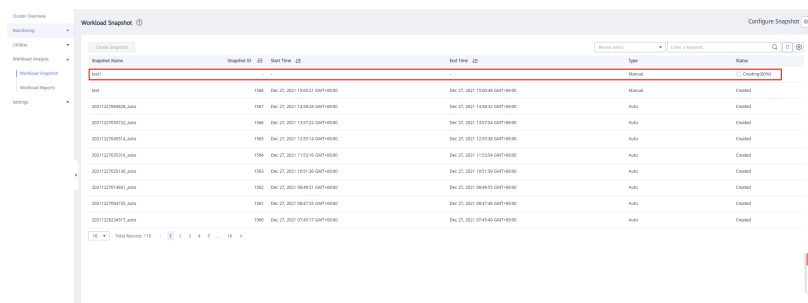 Cluster Overview
Monitoring
Utilities
Workload Analysis
Workload Snapshot
Workload Reports
Settings
Workload Snapshot
Configure Snapshot
Create Snapshot
Please select
Enter a keyword.
Snapshot Name Snapshot ID Start Time End Time Type Status
test1 - - - Manual Creating(60%)
test 1568 Dec 27, 2021 15:00:21 GMT+08:00 Dec 27, 2021 15:00:49 GMT+08:00 Manual Created
1567 Dec 27, 2021 14:58:28 GMT+08:00 Dec 27, 2021 14:58:32 GMT+08:00 Auto Created
20211227055722_auto 1566 Dec 27, 2021 13:57:22 GMT+08:00 Dec 27, 2021 13:57:54 GMT+08:00 Auto Created
20211227045514_auto 1565 Dec 27, 2021 12:55:14 GMT+08:00 Dec 27, 2021 12:55:38 GMT+08:00 Auto Created
20211227035316_auto 1564 Dec 27, 2021 11:53:16 GMT+08:00 Dec 27, 2021 11:53:54 GMT+08:00 Auto Created
1563 Dec 27, 2021 10:51:36 GMT+08:00 Dec 27, 2021 10:51:59 GMT+08:00 Auto Created
1562 Dec 27, 2021 09:49:31 GMT+08:00 Dec 27, 2021 09:49:55 GMT+08:00 Auto Created
20211227004735_auto 1561 Dec 27, 2021 08:47:35 GMT+08:00 Dec 27, 2021 08:47:46 GMT+08:00 Auto Created
20211226234517_auto 1560 Dec 27, 2021 07:45:17 GMT+08:00 Dec 27, 2021 07:45:40 GMT+08:00 Auto Created
10 Total Records: 178 < 1 2 3 4 5 ... 18 >